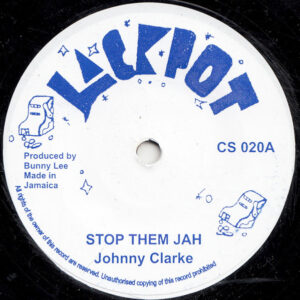 LACKPOT
CS 020A
Produced by
Bunny Lee
Made in
Jamaica
STOP THEM JAH
Johnny Clarke
All rights of the owner of this record are reserved. Unauthorised copying of this record prohibited